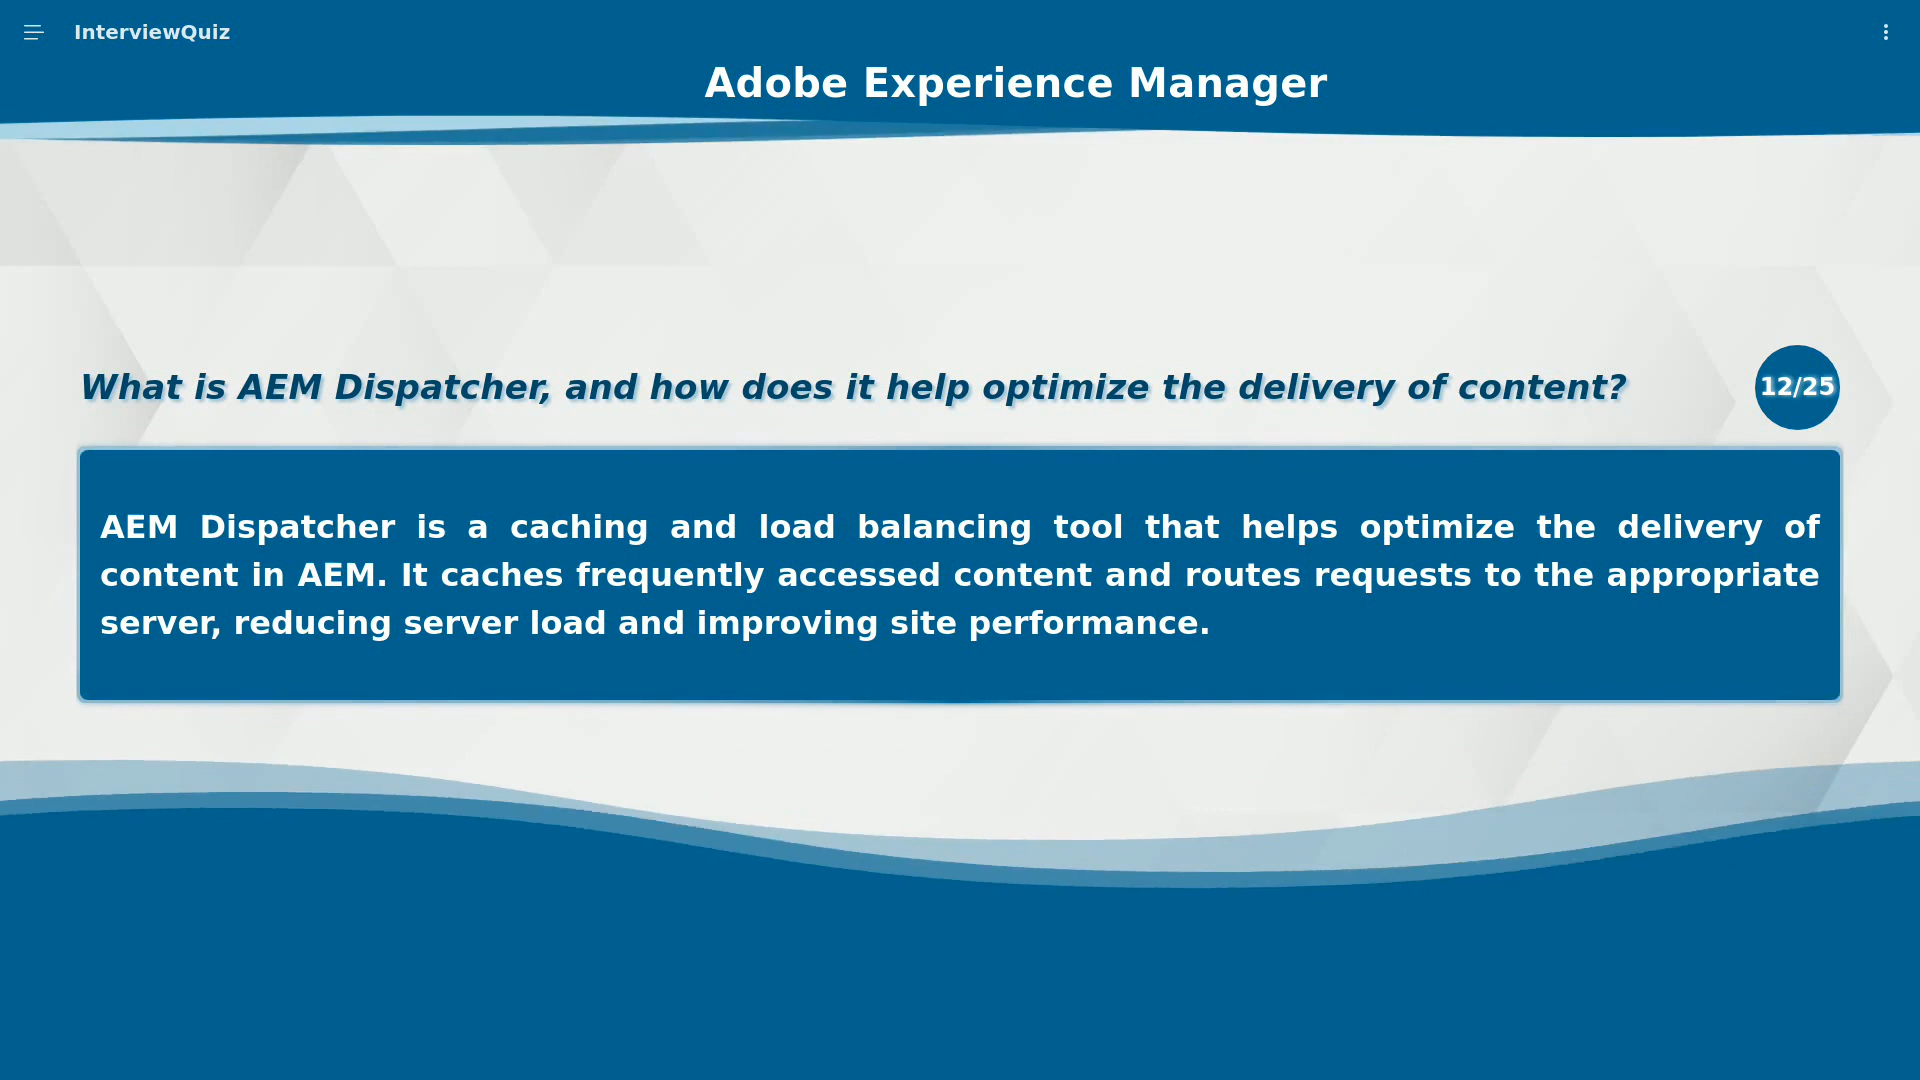 InterviewQuiz
Adobe Experience Manager
What is AEM Dispatcher, and how does it help optimize the delivery of content?
12/25
AEM Dispatcher is a caching and load balancing tool that helps optimize the delivery of
content in AEM. It caches frequently accessed content and routes requests to the appropriate
server, reducing server load and improving site performance.